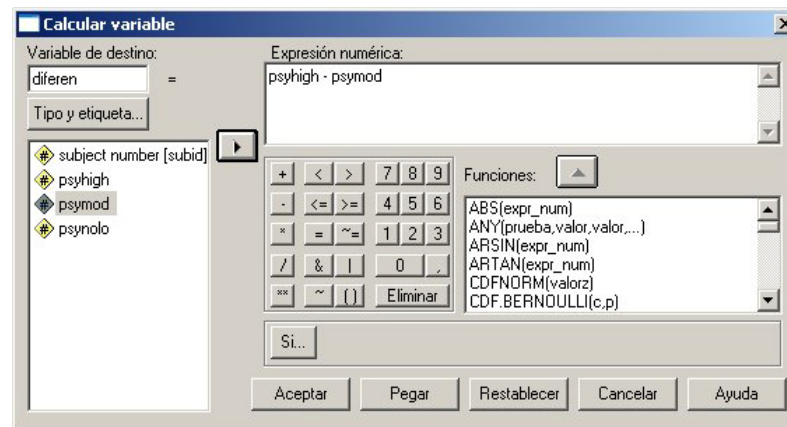 Calcular variable
Variable de destino:
diferen
=
Tipo y etiqueta...
subject number [subid]
psyhigh
psymod
psynolo
Expresión numérica:
psyhigh - psymod
+ < > 7 8 9
- <= >= 4 5 6
* = ~= 1 2 3
/ & | 0 ,
** ~ () Eliminar
Funciones:
ABS(expr_num)
ANY(prueba,valor,valor,...)
ARSIN(expr_num)
ARTAN(expr_num)
CDFNORM(valorz)
CDF.BERNOULLI(c,p)
Si...
Aceptar Pegar Restablecer Cancelar Ayuda